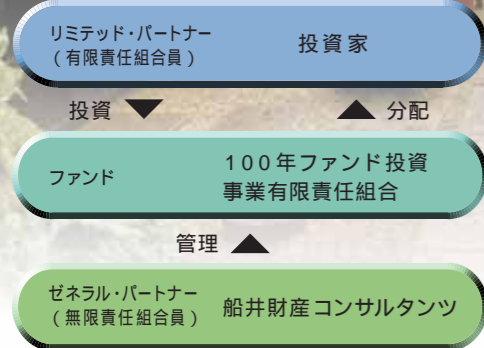 リミテッド・パートナー
（有限責任組合員）
投資家
投資 ▼
▲ 分配
ファンド
１００年ファンド投資
事業有限責任組合
管理 ▲
ゼネラル・パートナー
（無限責任組合員）
船井財産コンサルタンツ